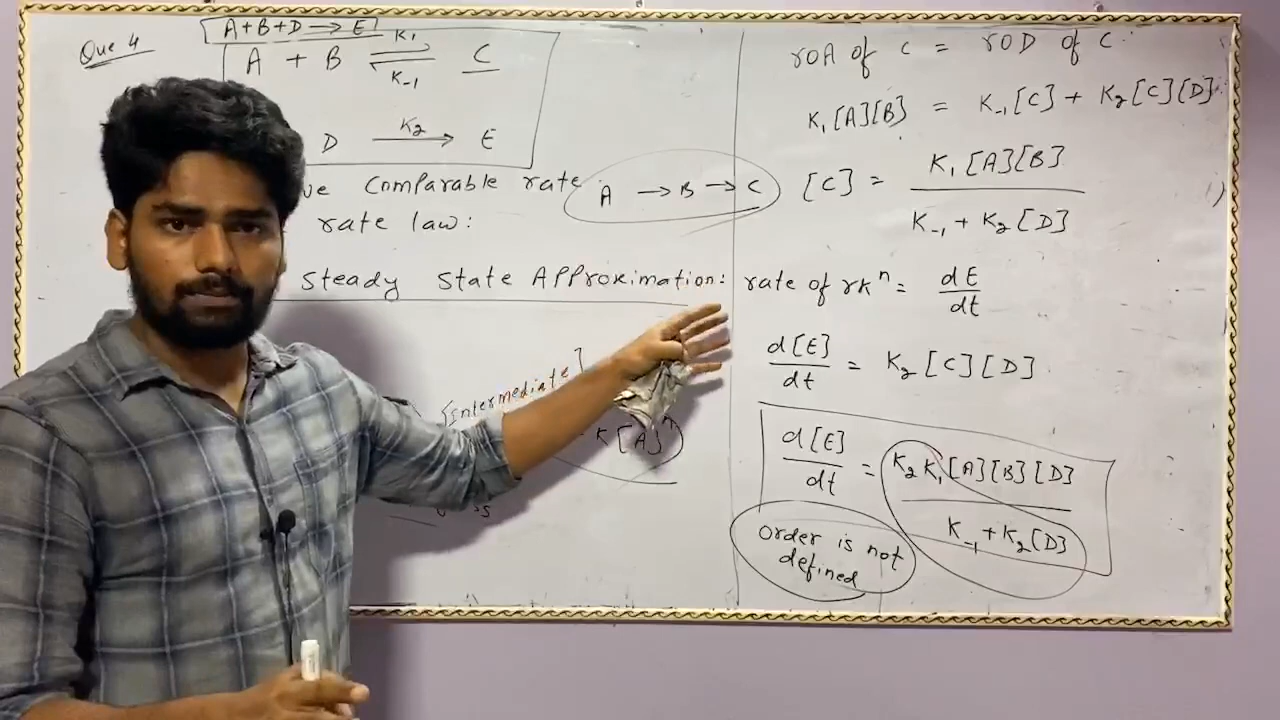 Que 4
A+B+D → E
A + B ⇌ C
K₁
K₋₁
D → E
K₂
Comparable rate
rate law:
A → B → C
Steady State Approximation:
{Intermediate]
K[A]ⁿ
rOA of C = rOD of C
K₁[A][B] = K₋₁[C] + K₂[C][D]
[C] = K₁[A][B] / K₋₁ + K₂[D]
rate of rxⁿ = dE/dt
d[E]/dt = K₂[C][D]
d[E]/dt = K₂K₁[A][B][D] / K₋₁ + K₂[D]
Order is not
defined